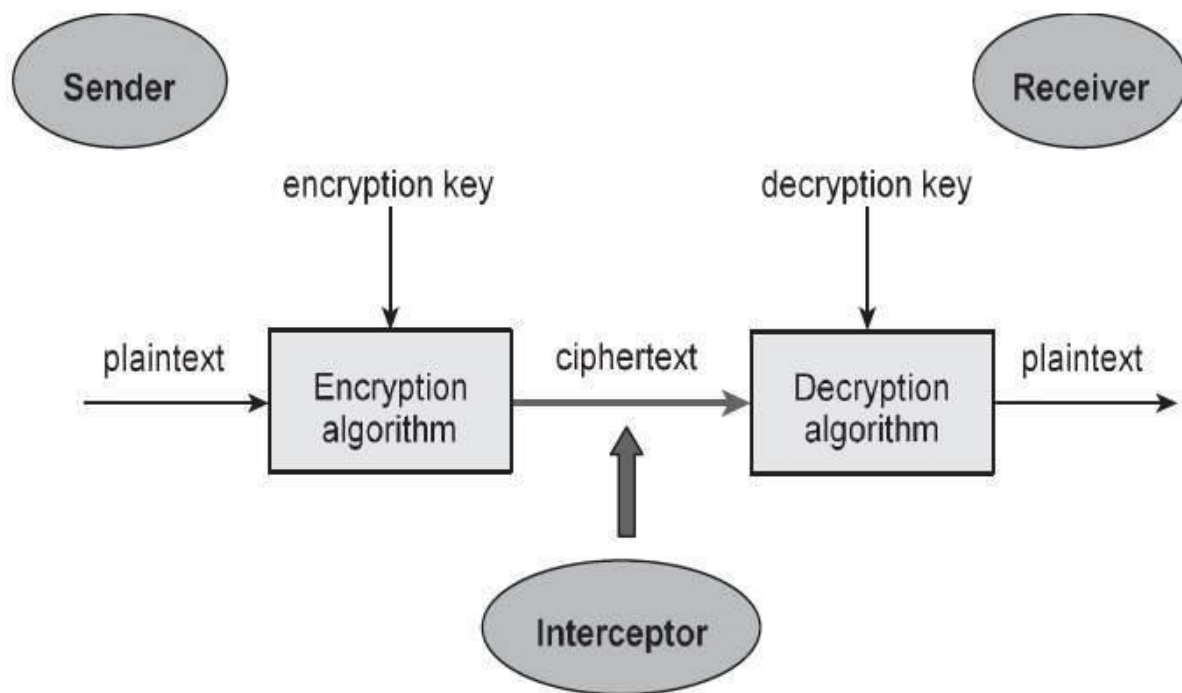 Sender
Receiver
encryption key
decryption key
plaintext
ciphertext
plaintext
Encryption
algorithm
Decryption
algorithm
Interceptor